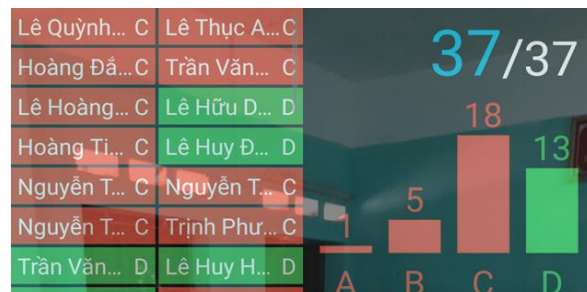 Lê Quỳnh... C Lê Thục A... C
Hoàng Đắ... C Trần Văn... C
Lê Hoàng... C Lê Hữu D... D
Hoàng Ti... C Lê Huy Đ... D
Nguyễn T... C Nguyễn T... C
Nguyễn T... C Trịnh Phư... C
Trần Văn... D Lê Huy H... D
37/37
18
13
5
1
A B C D